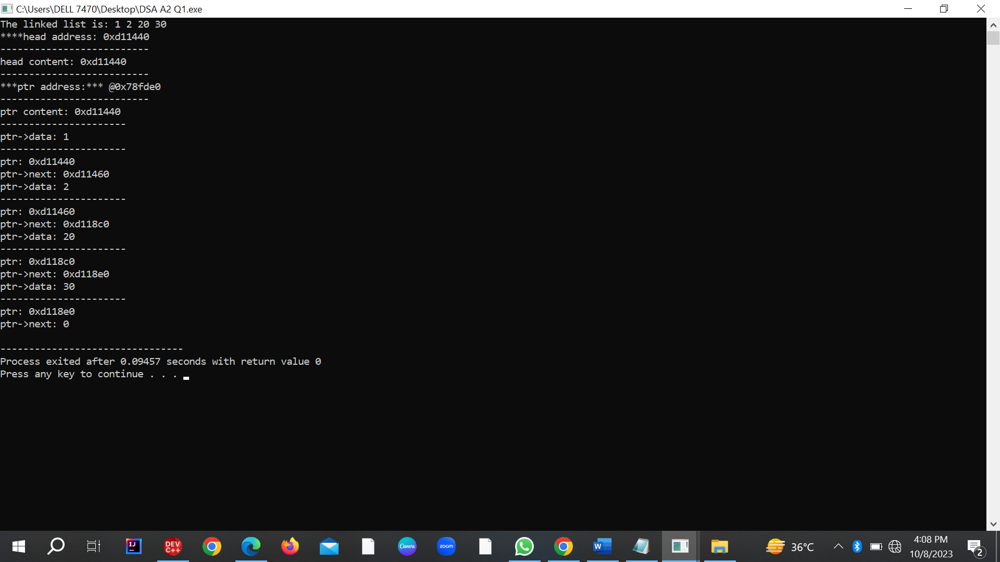 C:\Users\DELL 7470\Desktop\DSA A2 Q1.exe
The linked list is: 1 2 20 30
****head address: 0xd11440
--------------------------
head content: 0xd11440
--------------------------
***ptr address:*** @0x78fde0
--------------------------
ptr content: 0xd11440
----------------------
ptr->data: 1
----------------------
ptr: 0xd11440
ptr->next: 0xd11460
ptr->data: 2
----------------------
ptr: 0xd11460
ptr->next: 0xd118c0
ptr->data: 20
----------------------
ptr: 0xd118c0
ptr->next: 0xd118e0
ptr->data: 30
----------------------
ptr: 0xd118e0
ptr->next: 0
--------------------------------
Process exited after 0.09457 seconds with return value 0
Press any key to continue . . .
IJ
DEV
C++
Canva
zoom
W
36°C
4:08 PM
10/8/2023
2